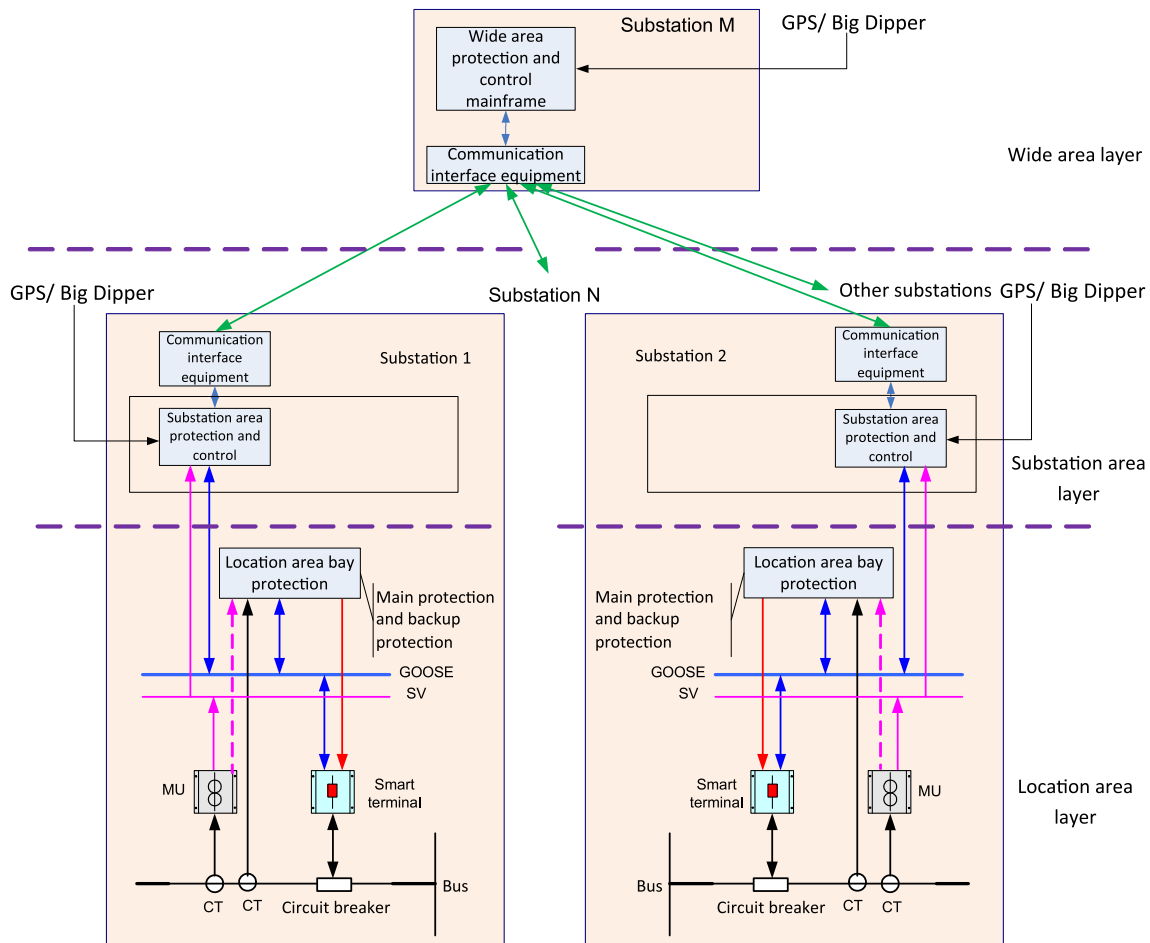 Substation M
GPS/ Big Dipper
Wide area
protection and
control
mainframe
Communication
interface equipment
Wide area layer
GPS/ Big Dipper
Substation N
Other substations
GPS/ Big Dipper
Communication
interface
equipment
Substation 1
Substation 2
Communication
interface
equipment
Substation area
protection and
control
Substation area
protection and
control
Substation area
layer
Location area bay
protection
Main protection
and backup
protection
Location area bay
protection
Main protection
and backup
protection
GOOSE
SV
GOOSE
SV
MU
Smart
terminal
Smart
terminal
MU
Location area
layer
Bus
Bus
CT
CT
Circuit breaker
Circuit breaker
CT
CT